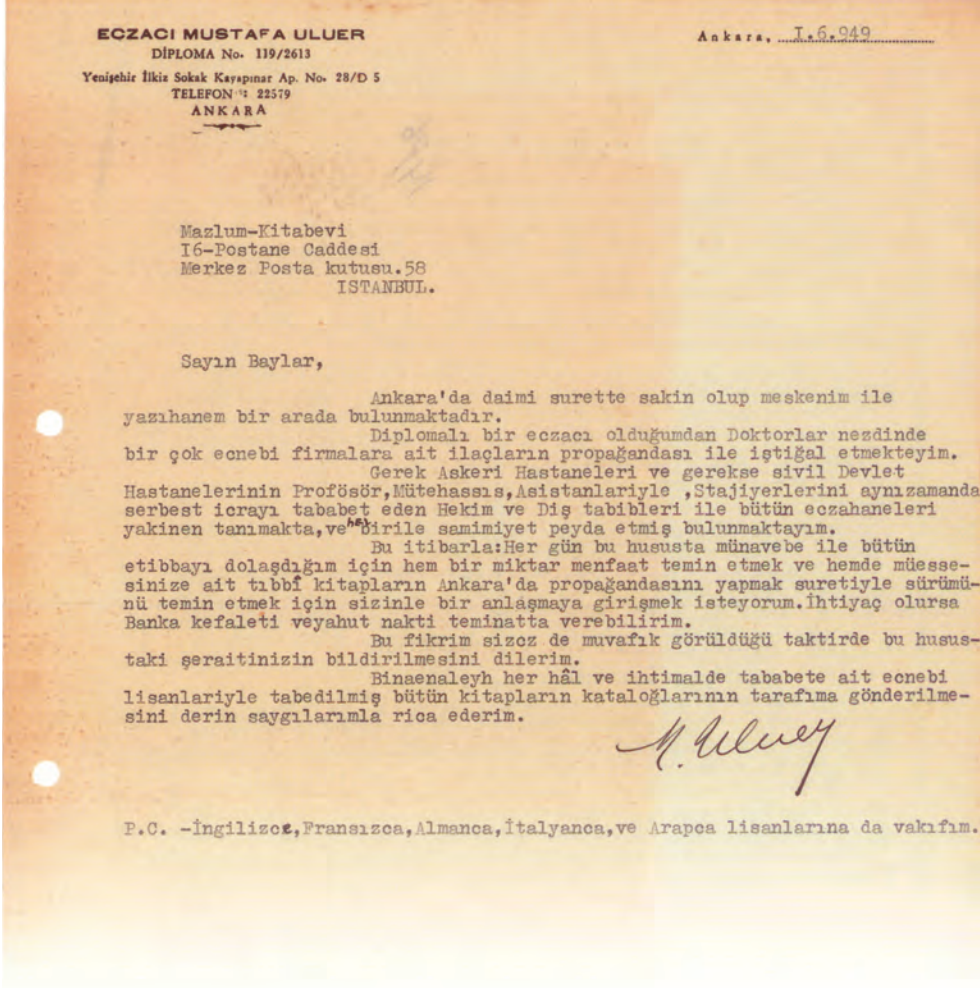 ECZACI MUSTAFA ULUER
DİPLOMA No. 119/2613
Yenişehir İlkiz Sokak Kayapınar Ap. No. 28/D 5
TELEFON : 22579
ANKARA
Ankara, I.6.949
Mazlum-Kitabevi
I6-Postane Caddesi
Merkez Posta kutusu.58
ISTANBUL.
Sayın Baylar,
Ankara'da daimi surette sakin olup meskenim ile
yazıhanem bir arada bulunmaktadır.
Diplomalı bir eczacı olduğumdan Doktorlar nezdinde
bir çok ecnebi firmalara ait ilaçların propağandası ile iştiğal etmekteyim.
Gerek Askeri Hastaneleri ve gerekse sivil Devlet
Hastanelerinin Profösör,Mütehassıs,Asistanlariyle ,Stajiyerlerini aynızamanda
serbest icrayı tababet eden Hekim ve Diş tabibleri ile bütün eczahaneleri
yakinen tanımakta,ve her birile samimiyet peyda etmiş bulunmaktayım.
Bu itibarla:Her gün bu hususta münavebe ile bütün
etibbayı dolaşdığım için hem bir miktar menfaat temin etmek ve hemde müesse-
sinize ait tıbbî kitapların Ankara'da propağandasını yapmak suretiyle sürümü-
nü temin etmek için sizinle bir anlaşmaya girişmek isteyorum.İhtiyaç olursa
Banka kefaleti veyahut nakti teminatta verebilirim.
Bu fikrim sizcz de muvafık görüldüğü taktirde bu husus-
taki şeraitinizin bildirilmesini dilerim.
Binaenaleyh her hâl ve ihtimalde tababete ait ecnebi
lisanlariyle tabedilmiş bütün kitapların kataloğlarının tarafıma gönderilme-
sini derin saygılarımla rica ederim.
M. Uluer
P.C. -İngilizce,Fransızca,Almanca,İtalyanca,ve Arapca lisanlarına da vakıfım.